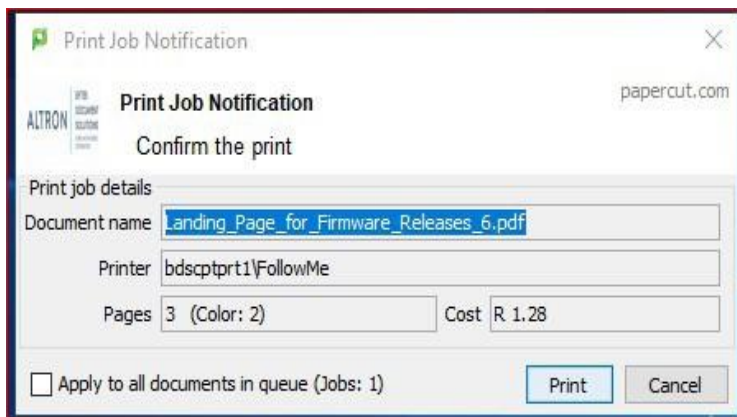 Print Job Notification
papercut.com
ALTRON
Print Job Notification
Confirm the print
Print job details
Document name Landing_Page_for_Firmware_Releases_6.pdf
Printer bdscptprt1\FollowMe
Pages 3 (Color: 2) Cost R 1.28
Apply to all documents in queue (Jobs: 1) Print Cancel